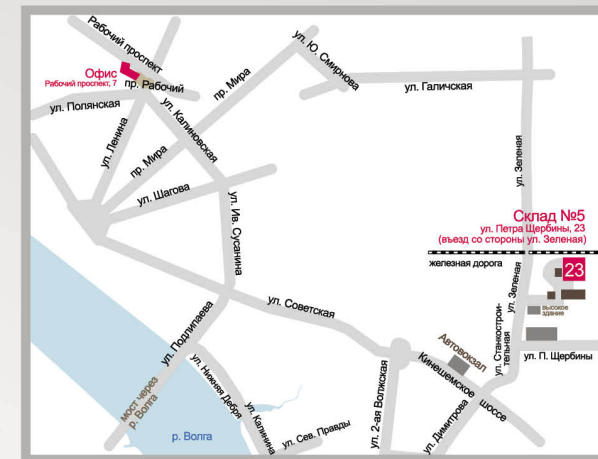 Рабочий проспект
Офис
Рабочий проспект, 7
пр. Рабочий
ул. Полянская
ул. Ленина
ул. Калиновская
пр. Мира
пр. Мира
ул. Ю. Смирнова
ул. Галичская
ул. Шагова
ул. Ив. Сусанина
ул. Зеленая
Склад №5
ул. Петра Щербины, 23
(въезд со стороны ул. Зеленая)
железная дорога
23
ул. Зеленая
высокое
здание
ул. Советская
ул. Подлипаева
ул. Станкострои-
тельная
Автовокзал
ул. П. Щербины
Кинешемское шоссе
ул. Нижняя Дебря
мост через
р. Волга
ул. Калинина
ул. 2-ая Волжская
ул. Димитрова
ул. Сев. Правды
р. Волга